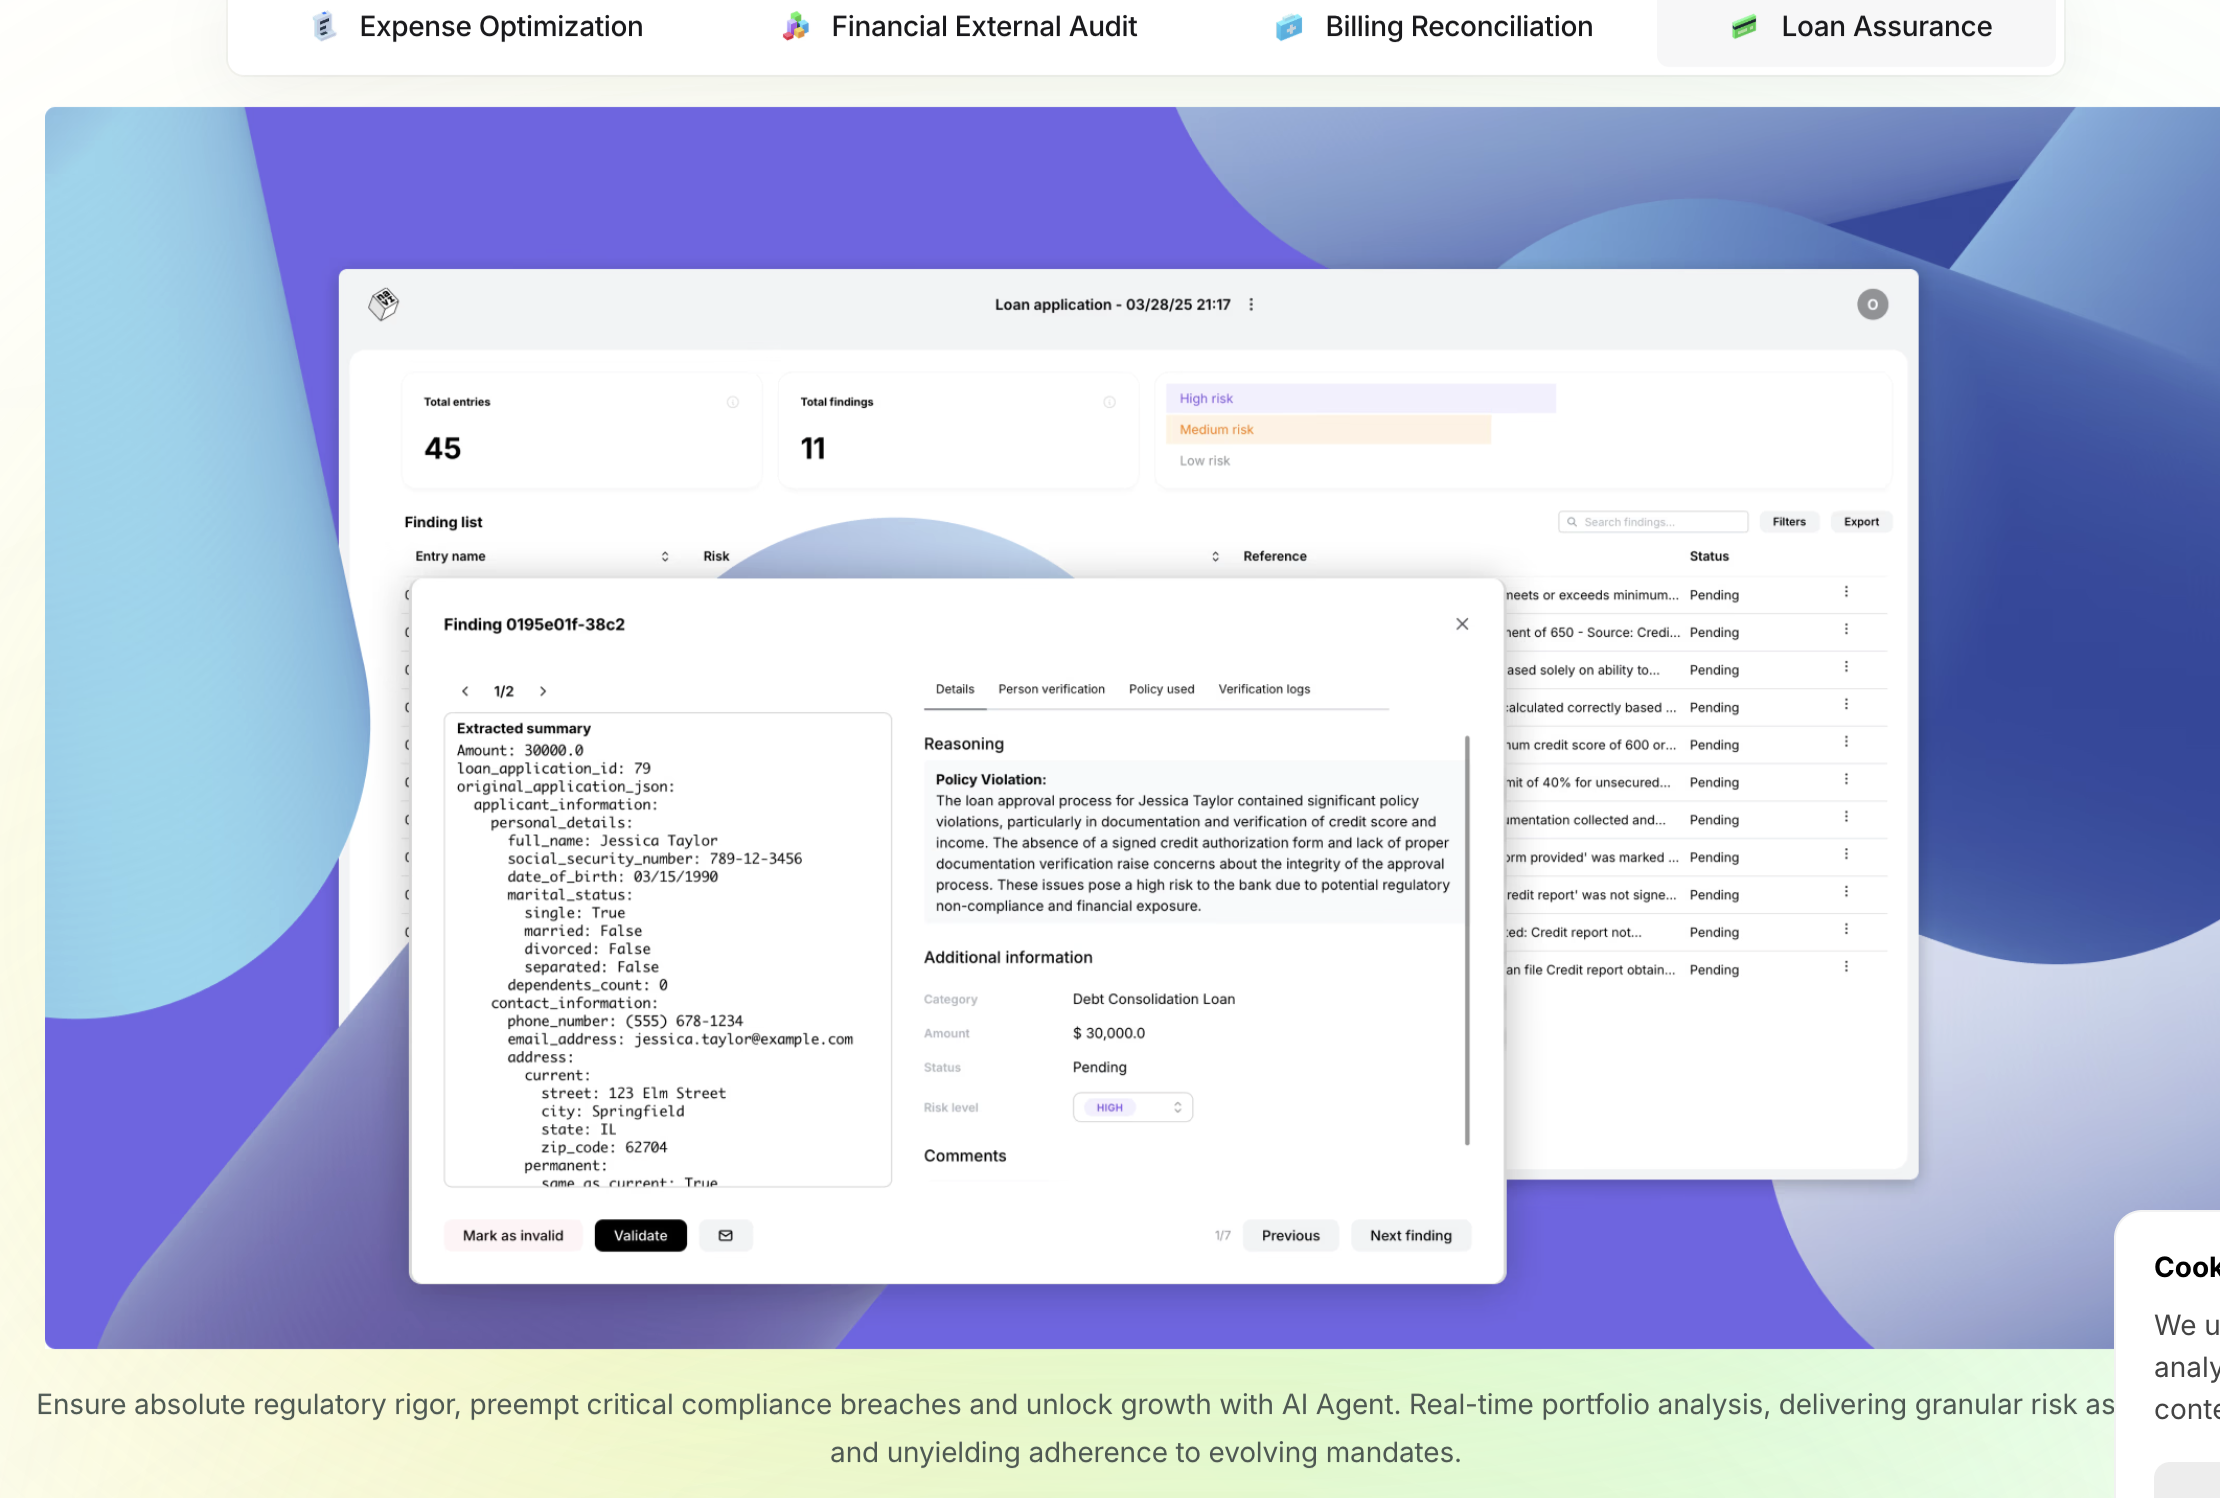 Expense Optimization
Financial External Audit
Billing Reconciliation
Loan Assurance
navz
Loan application - 03/28/25 21:17
O
Total entries
45
Total findings
11
High risk
Medium risk
Low risk
Finding list
Search findings...
Filters
Export
Entry name
Risk
Reference
Status
neets or exceeds minimum... Pending
nent of 650 - Source: Credi... Pending
ased solely on ability to... Pending
calculated correctly based ... Pending
num credit score of 600 or... Pending
mit of 40% for unsecured... Pending
umentation collected and... Pending
orm provided' was marked ... Pending
redit report' was not signe... Pending
ted: Credit report not... Pending
an file Credit report obtain... Pending
Finding 0195e01f-38c2
1/2
Extracted summary
Amount: 30000.0
loan_application_id: 79
original_application_json:
applicant_information:
personal_details:
full_name: Jessica Taylor
social_security_number: 789-12-3456
date_of_birth: 03/15/1990
marital_status:
single: True
married: False
divorced: False
separated: False
dependents_count: 0
contact_information:
phone_number: (555) 678-1234
email_address: jessica.taylor@example.com
address:
current:
street: 123 Elm Street
city: Springfield
state: IL
zip_code: 62704
permanent:
same_as_current: True
Details
Person verification
Policy used
Verification logs
Reasoning
Policy Violation:
The loan approval process for Jessica Taylor contained significant policy
violations, particularly in documentation and verification of credit score and
income. The absence of a signed credit authorization form and lack of proper
documentation verification raise concerns about the integrity of the approval
process. These issues pose a high risk to the bank due to potential regulatory
non-compliance and financial exposure.
Additional information
Category Debt Consolidation Loan
Amount $ 30,000.0
Status Pending
Risk level HIGH
Comments
Mark as invalid
Validate
1/7
Previous
Next finding
Ensure absolute regulatory rigor, preempt critical compliance breaches and unlock growth with AI Agent. Real-time portfolio analysis, delivering granular risk as
and unyielding adherence to evolving mandates.
Cook
We u
analy
conte